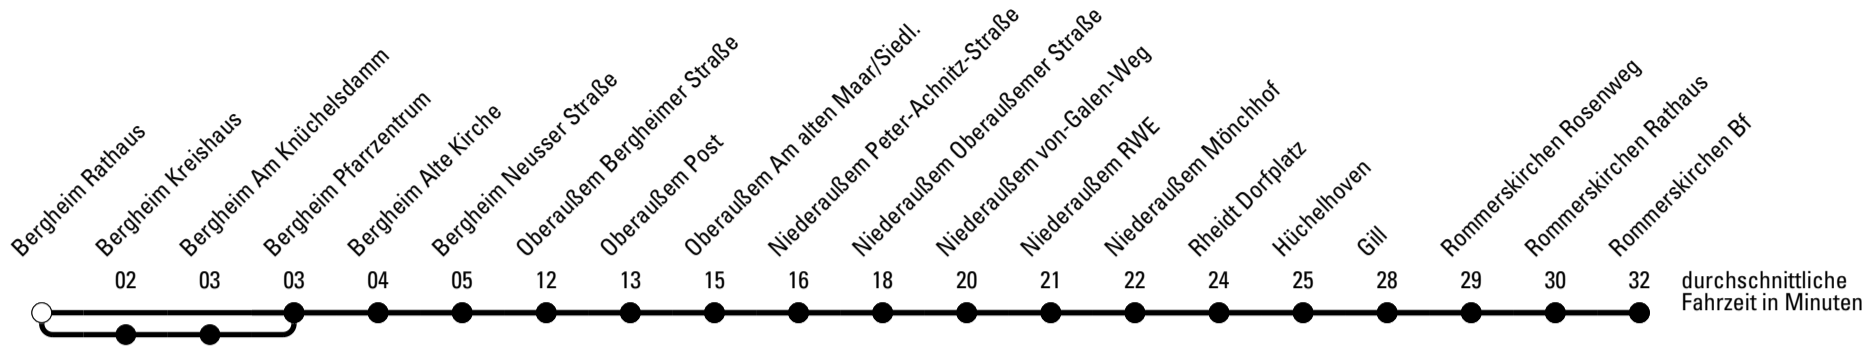 Bergheim Rathaus
Bergheim Kreishaus
Bergheim Am Knüchelsdamm
Bergheim Pfarrzentrum
Bergheim Alte Kirche
Bergheim Neusser Straße
Oberaußem Bergheimer Straße
Oberaußem Post
Oberaußem Am alten Maar/Siedl.
Niederaußem Peter-Achnitz-Straße
Niederaußem Oberaußemer Straße
Niederaußem von-Galen-Weg
Niederaußem RWE
Niederaußem Mönchhof
Rheidt Dorfplatz
Hüchelhoven
Gill
Rommerskirchen Rosenweg
Rommerskirchen Rathaus
Rommerskirchen Bf
02 03 03 04 05 12 13 15 16 18 20 21 22 24 25 28 29 30 32
durchschnittliche
Fahrzeit in Minuten